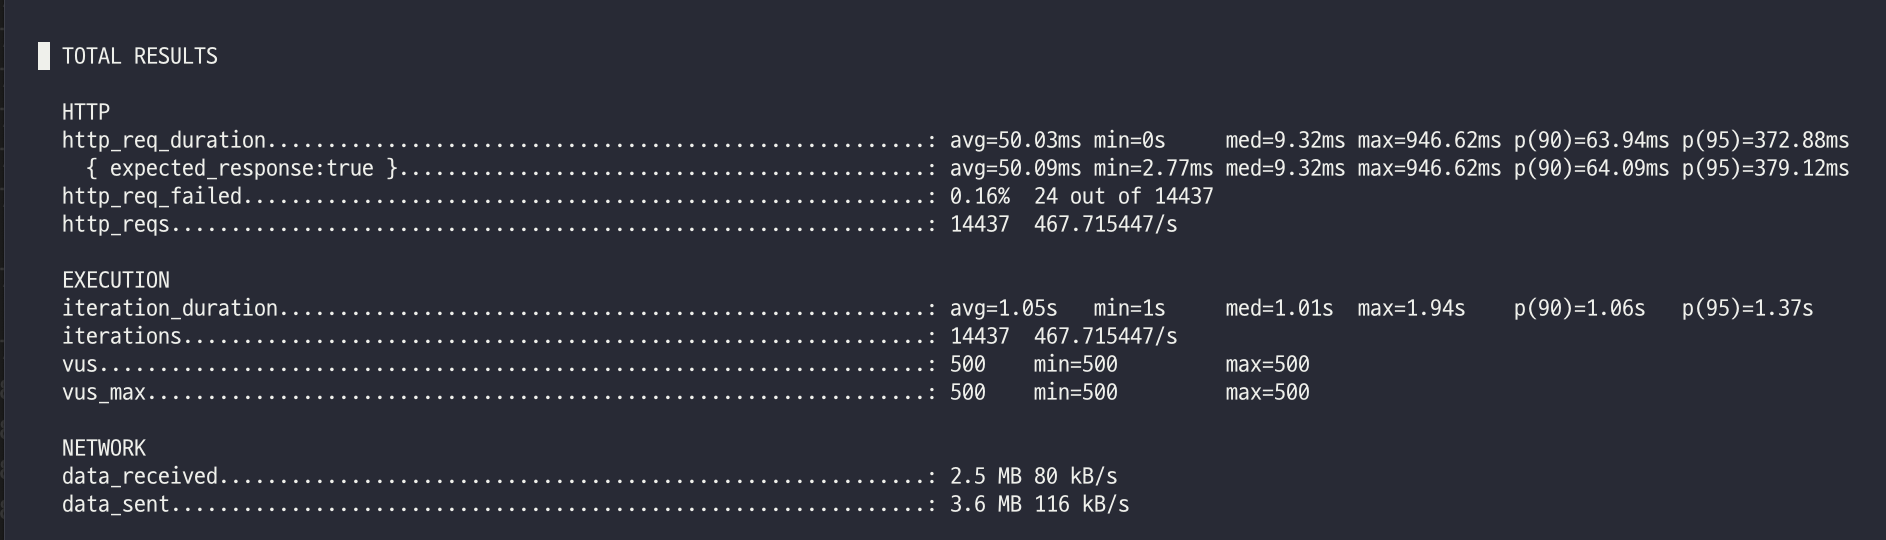 TOTAL RESULTS
HTTP
http_req_duration.......................................................: avg=50.03ms min=0s     med=9.32ms max=946.62ms p(90)=63.94ms p(95)=372.88ms
  { expected_response:true }............................................: avg=50.09ms min=2.77ms med=9.32ms max=946.62ms p(90)=64.09ms p(95)=379.12ms
http_req_failed.........................................................: 0.16%  24 out of 14437
http_reqs...............................................................: 14437  467.715447/s
EXECUTION
iteration_duration......................................................: avg=1.05s   min=1s     med=1.01s  max=1.94s    p(90)=1.06s   p(95)=1.37s
iterations..............................................................: 14437  467.715447/s
vus.....................................................................: 500    min=500         max=500
vus_max.................................................................: 500    min=500         max=500
NETWORK
data_received...........................................................: 2.5 MB 80 kB/s
data_sent...............................................................: 3.6 MB 116 kB/s